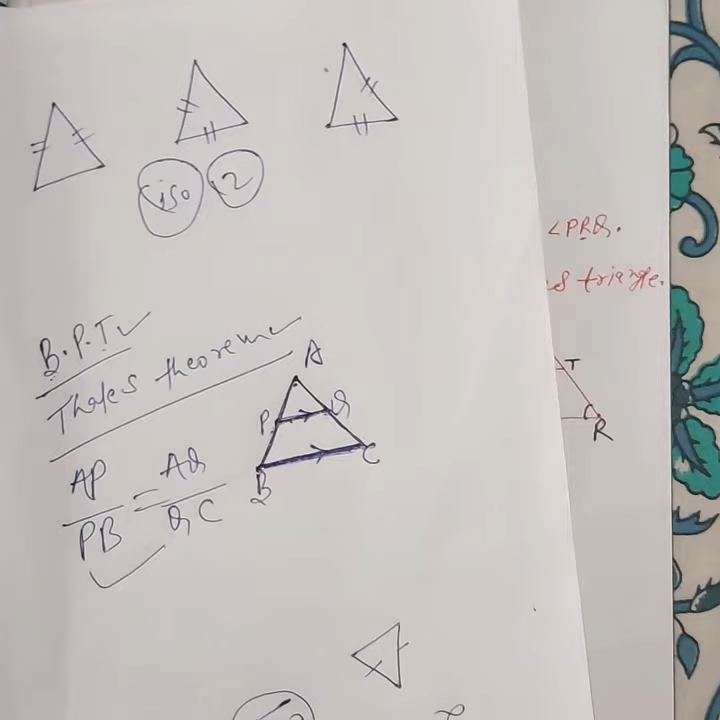 iso 2
<PRQ.
triangle.
B.P.T
Thales theorem
A
P Q
B C
AP/PB = AQ/QC
T
R